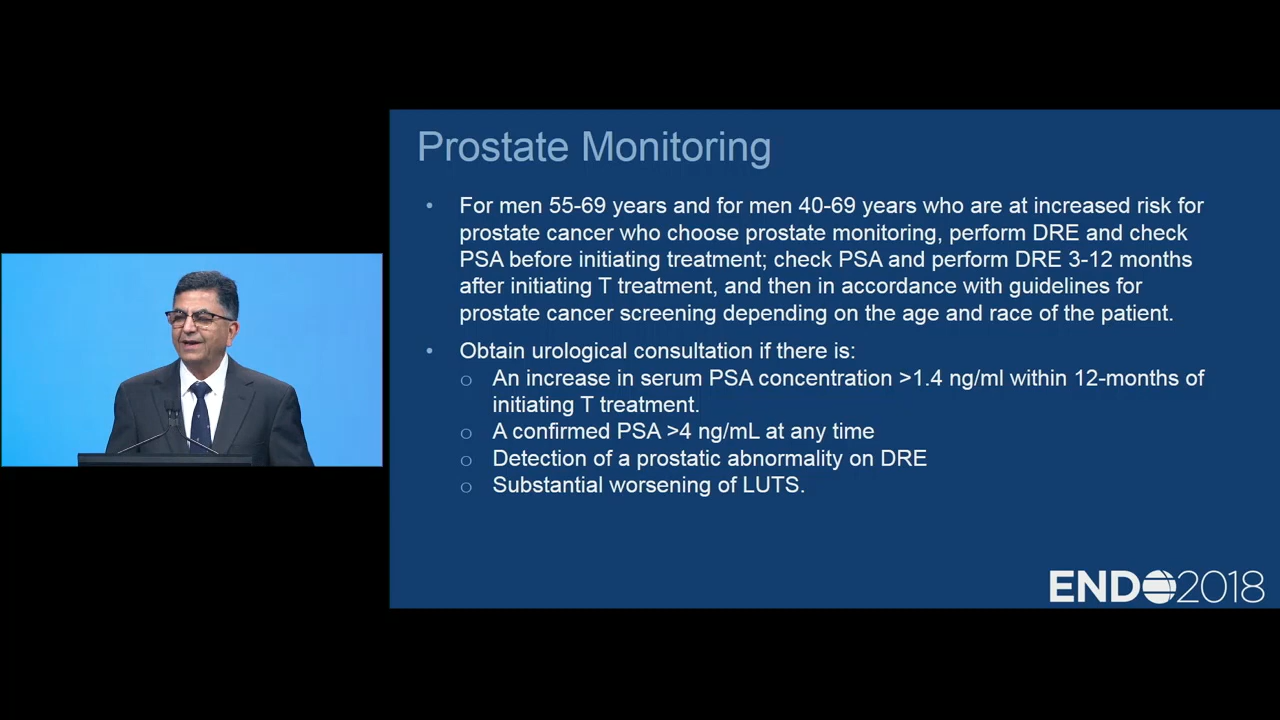 Prostate Monitoring
• For men 55-69 years and for men 40-69 years who are at increased risk for
prostate cancer who choose prostate monitoring, perform DRE and check
PSA before initiating treatment; check PSA and perform DRE 3-12 months
after initiating T treatment, and then in accordance with guidelines for
prostate cancer screening depending on the age and race of the patient.
• Obtain urological consultation if there is:
o An increase in serum PSA concentration >1.4 ng/ml within 12-months of
initiating T treatment.
o A confirmed PSA >4 ng/mL at any time
o Detection of a prostatic abnormality on DRE
o Substantial worsening of LUTS.
ENDO2018